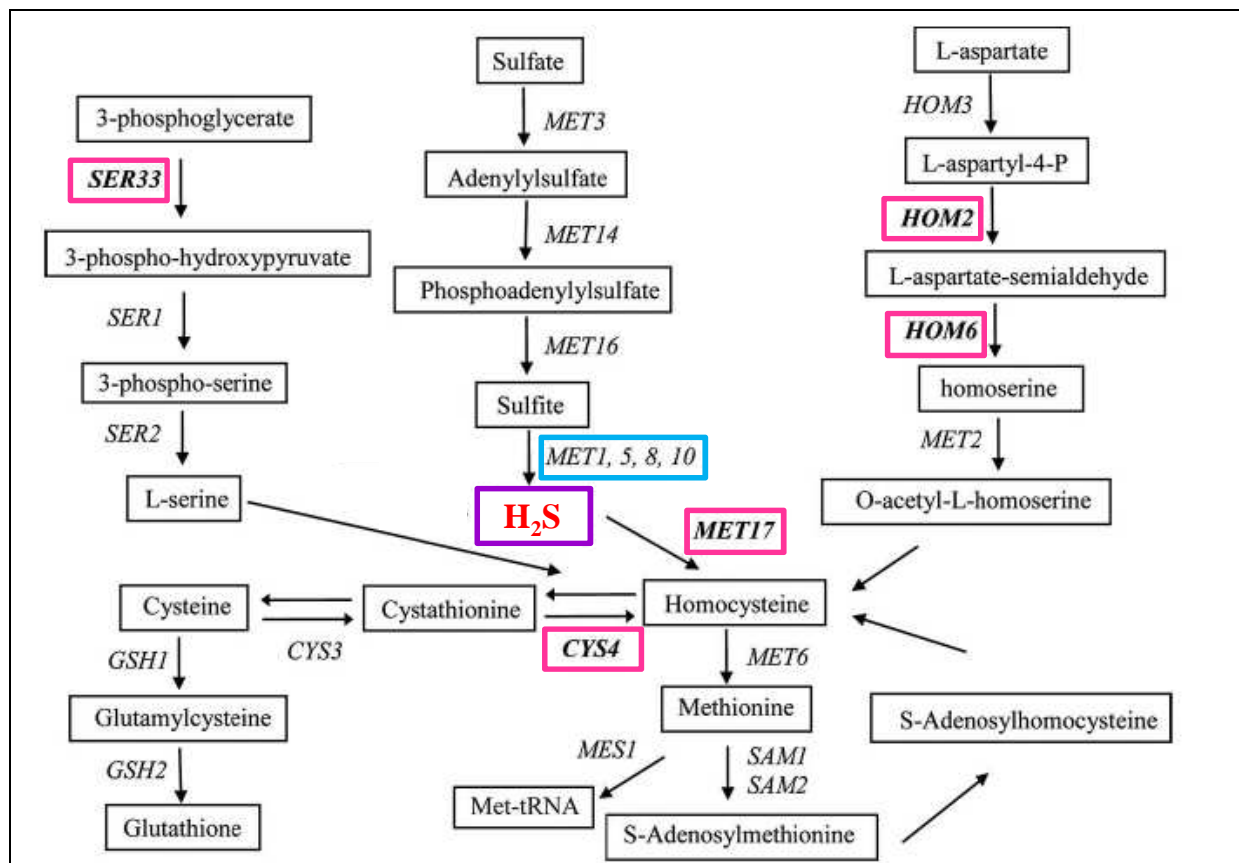 Sulfate
L-aspartate
3-phosphoglycerate
MET3
HOM3
SER33
Adenylylsulfate
L-aspartyl-4-P
3-phospho-hydroxypyruvate
MET14
HOM2
Phosphoadenylylsulfate
L-aspartate-semialdehyde
SER1
MET16
HOM6
3-phospho-serine
Sulfite
homoserine
SER2
MET1, 5, 8, 10
MET2
L-serine
H₂S
MET17
O-acetyl-L-homoserine
Cysteine
Cystathionine
Homocysteine
GSH1
CYS3
CYS4
MET6
Glutamylcysteine
Methionine
S-Adenosylhomocysteine
GSH2
MES1
SAM1
SAM2
Met-tRNA
Glutathione
S-Adenosylmethionine